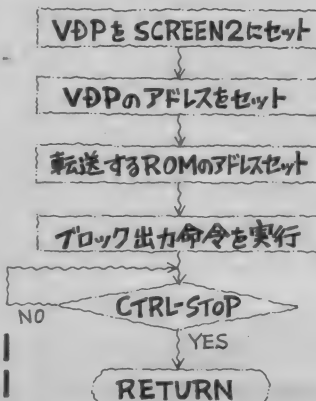 VDPをSCREEN2にセット
VDPのアドレスをセット
転送するROMのアドレスセット
ブロック出力命令を実行
CTRL-STOP
NO
YES
RETURN